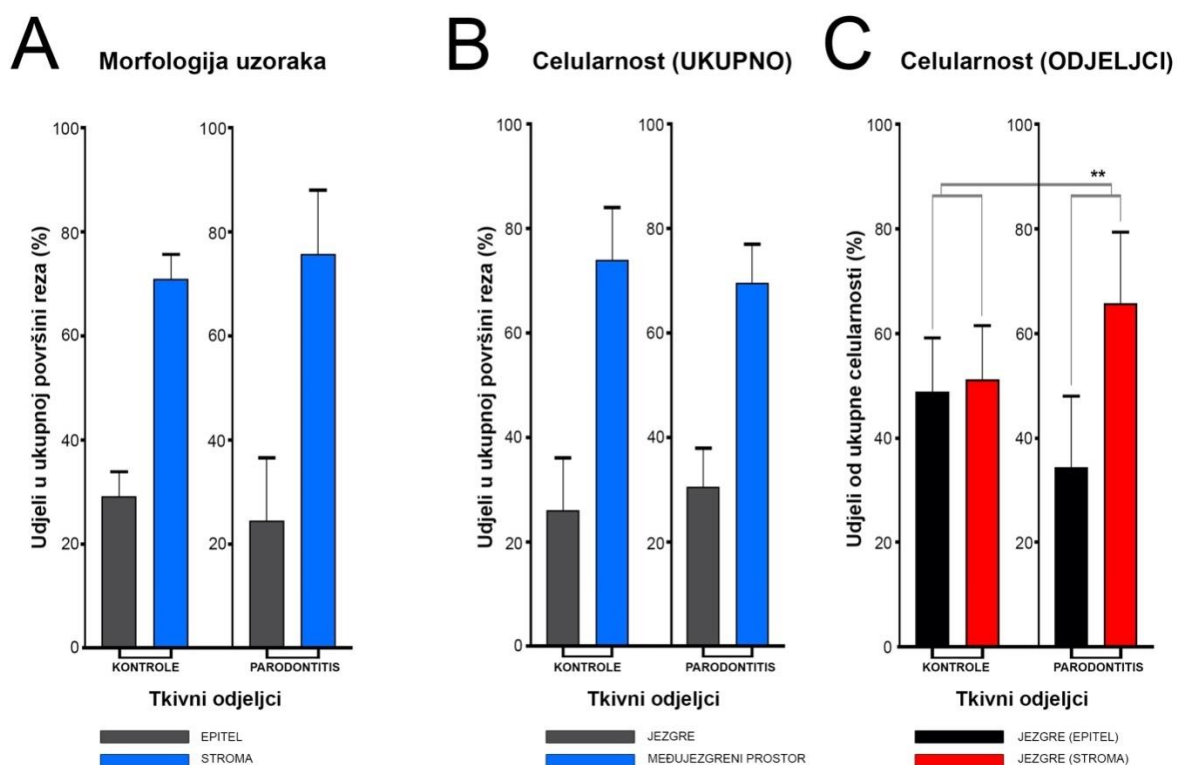 A
Morfologija uzoraka
Udjeli u ukupnoj površini reza (%)
100
80
60
40
20
0
100
80
60
40
20
KONTROLE
PARODONTITIS
Tkivni odjeljci
EPITEL
STROMA
B
Celularnost (UKUPNO)
Udjeli u ukupnoj površini reza (%)
100
80
60
40
20
0
100
80
60
40
20
KONTROLE
PARODONTITIS
Tkivni odjeljci
JEZGRE
MEĐUJEZGRENI PROSTOR
C
Celularnost (ODJELJCI)
Udjeli od ukupne celularnosti (%)
100
80
60
40
20
0
100
80
60
40
20
**
KONTROLE
PARODONTITIS
Tkivni odjeljci
JEZGRE (EPITEL)
JEZGRE (STROMA)